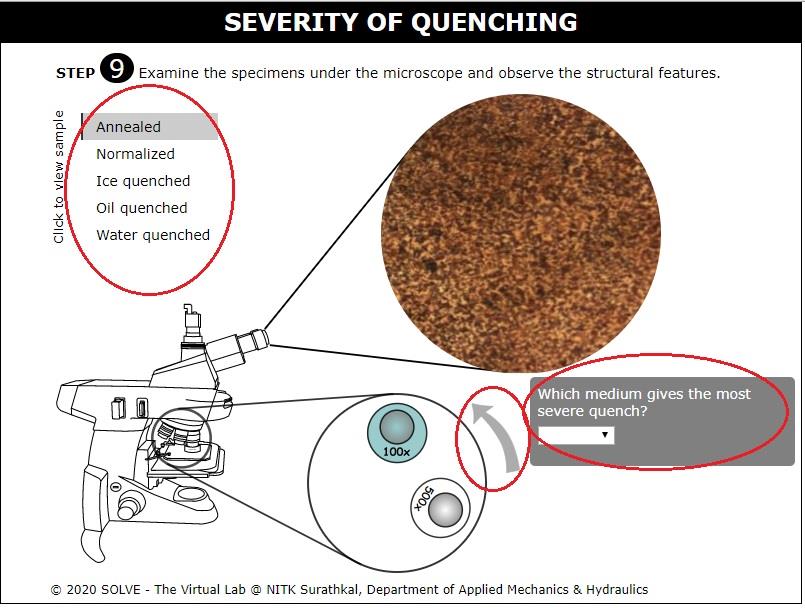 SEVERITY OF QUENCHING
STEP 9 Examine the specimens under the microscope and observe the structural features.
Click to view sample
Annealed
Normalized
Ice quenched
Oil quenched
Water quenched
Which medium gives the most
severe quench?
100x
500x
© 2020 SOLVE - The Virtual Lab @ NITK Surathkal, Department of Applied Mechanics & Hydraulics